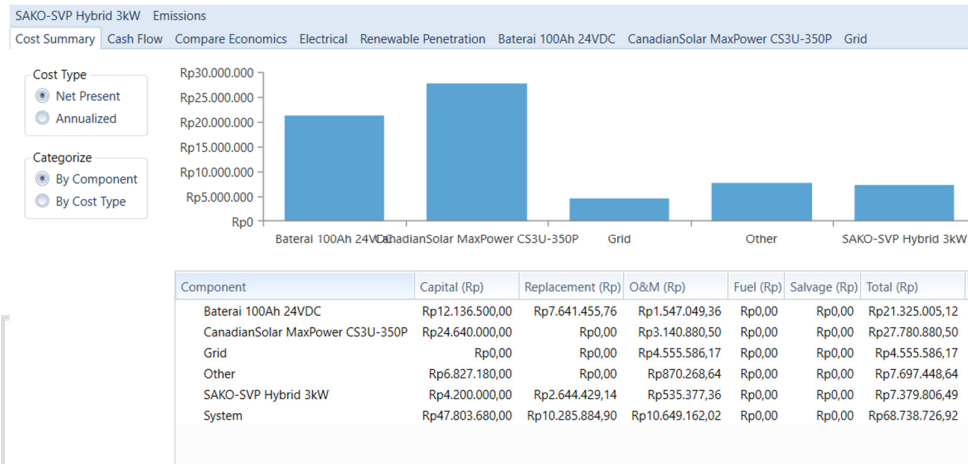 SAKO-SVP Hybrid 3kW Emissions
Cost Summary Cash Flow Compare Economics Electrical Renewable Penetration Baterai 100Ah 24VDC CanadianSolar MaxPower CS3U-350P Grid
Cost Type
Net Present
Annualized
Categorize
By Component
By Cost Type
Rp30.000.000
Rp25.000.000
Rp20.000.000
Rp15.000.000
Rp10.000.000
Rp5.000.000
Rp0
Baterai 100Ah 24VDC CanadianSolar MaxPower CS3U-350P Grid Other SAKO-SVP Hybrid 3kW
Component Capital (Rp) Replacement (Rp) O&M (Rp) Fuel (Rp) Salvage (Rp) Total (Rp)
Baterai 100Ah 24VDC Rp12.136.500,00 Rp7.641.455,76 Rp1.547.049,36 Rp0,00 Rp0,00 Rp21.325.005,12
CanadianSolar MaxPower CS3U-350P Rp24.640.000,00 Rp0,00 Rp3.140.880,50 Rp0,00 Rp0,00 Rp27.780.880,50
Grid Rp0,00 Rp0,00 Rp4.555.586,17 Rp0,00 Rp0,00 Rp4.555.586,17
Other Rp6.827.180,00 Rp0,00 Rp870.268,64 Rp0,00 Rp0,00 Rp7.697.448,64
SAKO-SVP Hybrid 3kW Rp4.200.000,00 Rp2.644.429,14 Rp535.377,36 Rp0,00 Rp0,00 Rp7.379.806,49
System Rp47.803.680,00 Rp10.285.884,90 Rp10.649.162,02 Rp0,00 Rp0,00 Rp68.738.726,92